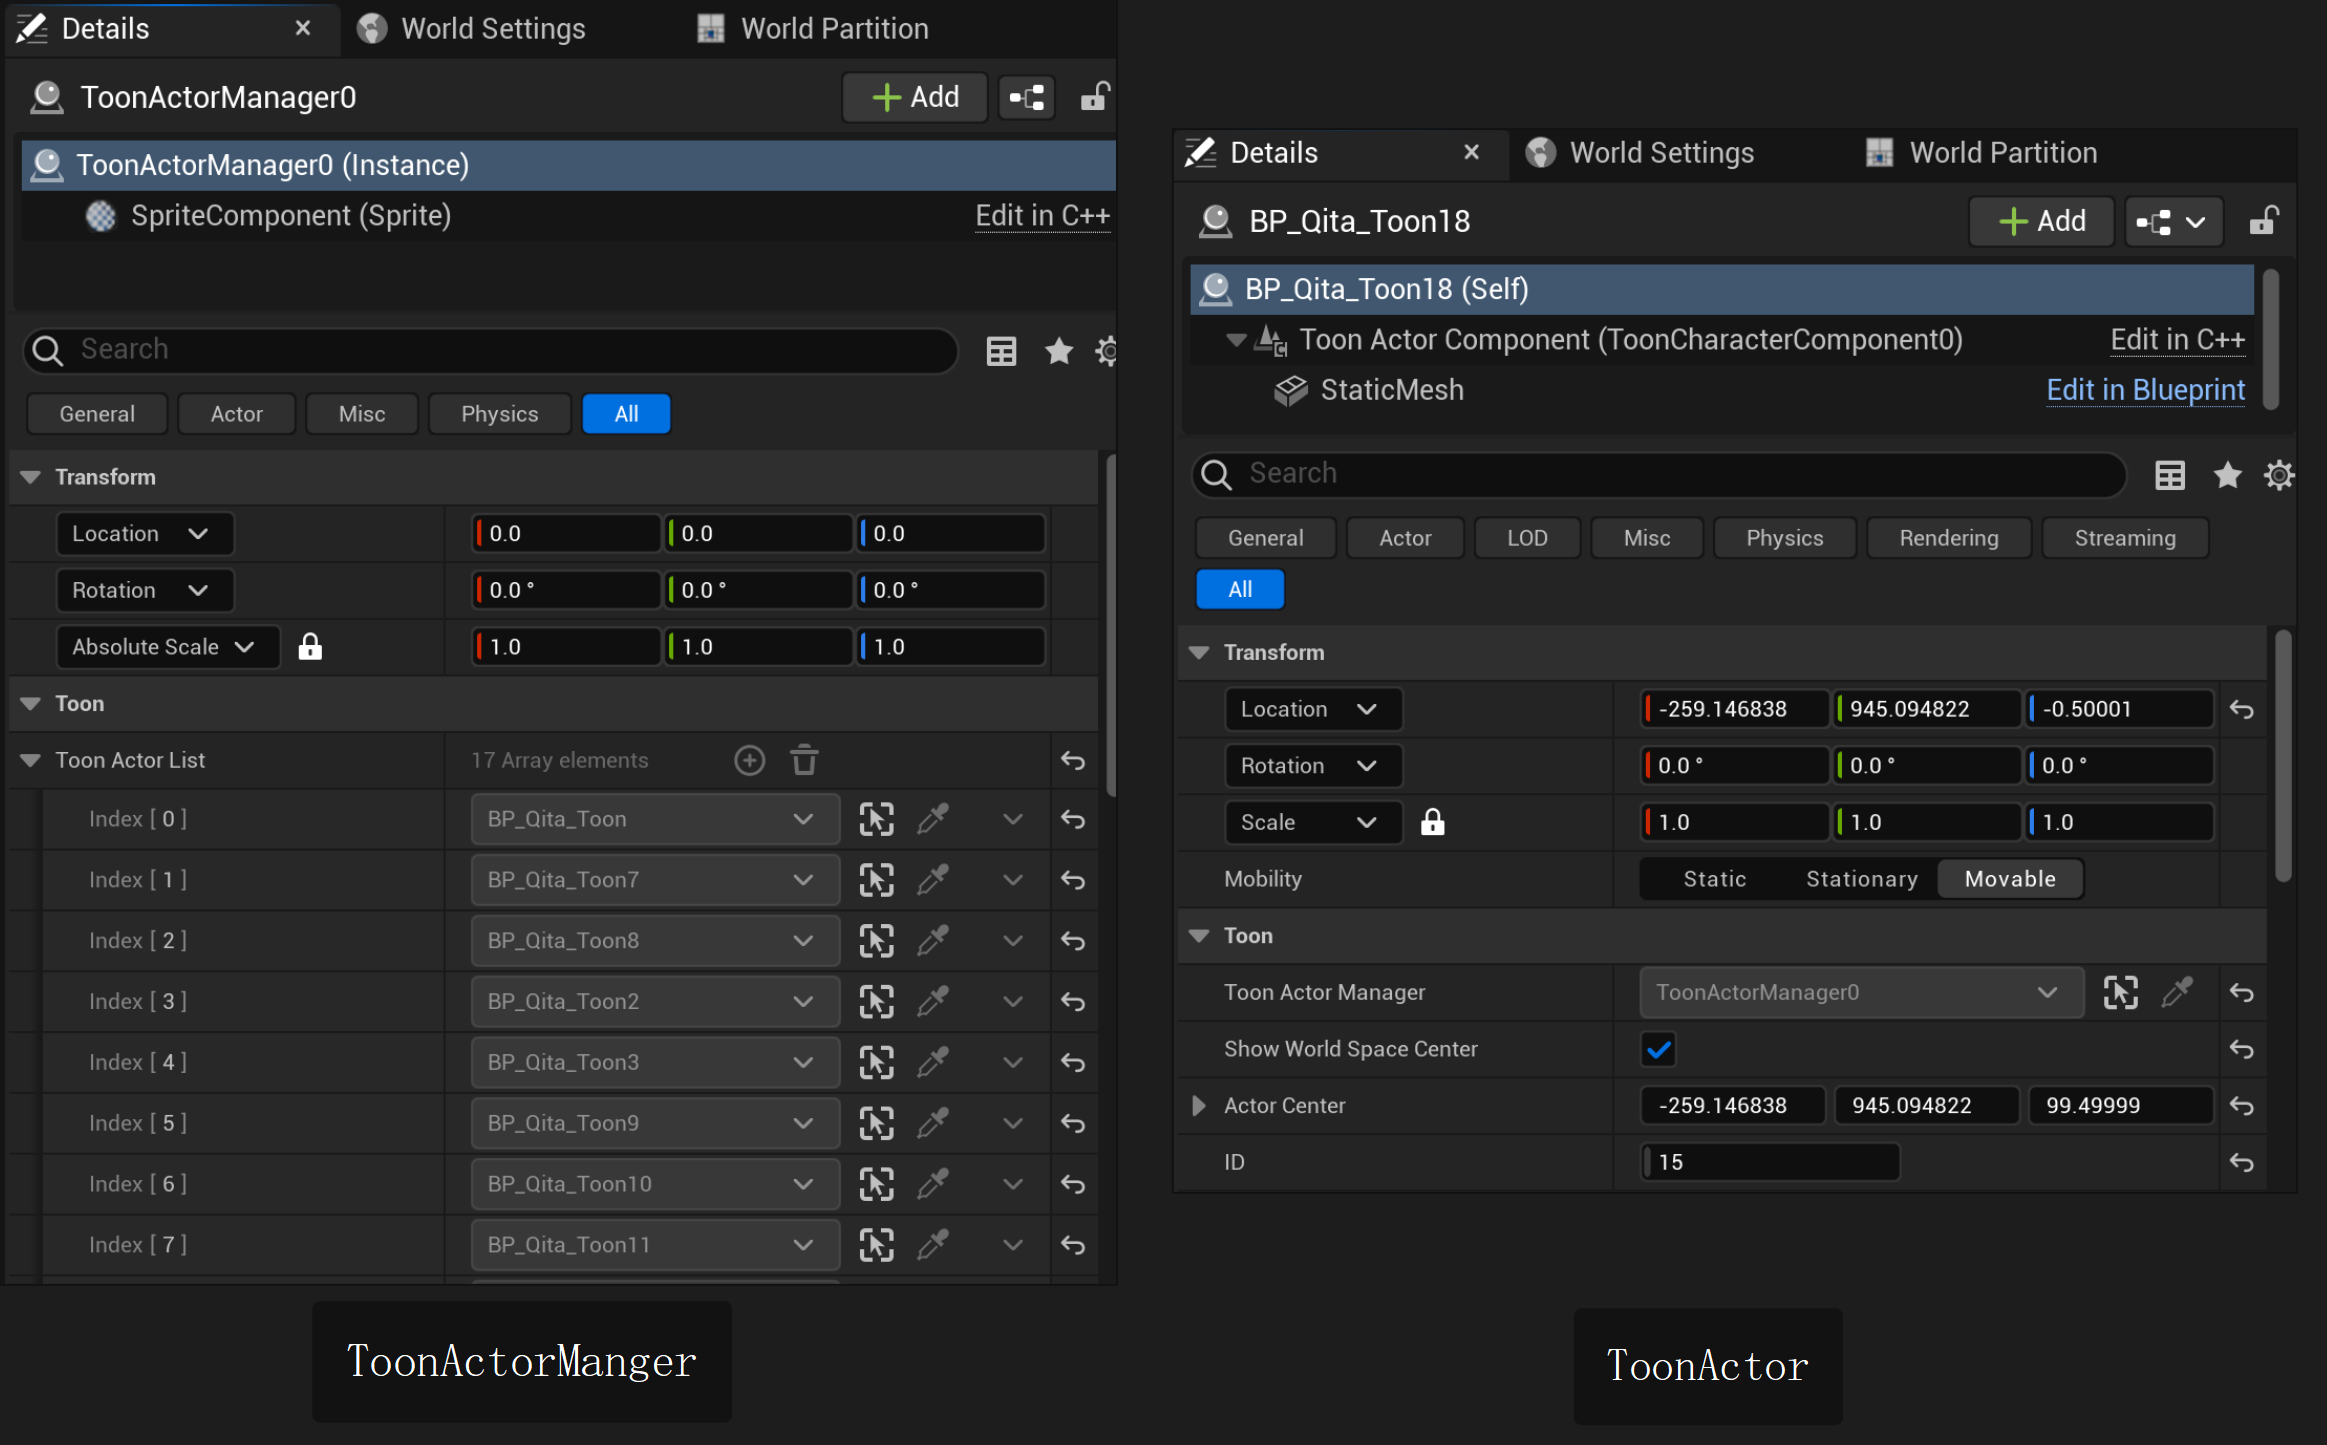 Details
World Settings
World Partition
ToonActorManager0
Add
ToonActorManager0 (Instance)
SpriteComponent (Sprite)
Edit in C++
Search
General
Actor
Misc
Physics
All
Transform
Location
0.0
0.0
0.0
Rotation
0.0 °
0.0 °
0.0 °
Absolute Scale
1.0
1.0
1.0
Toon
Toon Actor List
17 Array elements
Index [ 0 ]
BP_Qita_Toon
Index [ 1 ]
BP_Qita_Toon7
Index [ 2 ]
BP_Qita_Toon8
Index [ 3 ]
BP_Qita_Toon2
Index [ 4 ]
BP_Qita_Toon3
Index [ 5 ]
BP_Qita_Toon9
Index [ 6 ]
BP_Qita_Toon10
Index [ 7 ]
BP_Qita_Toon11
ToonActorManger
Details
World Settings
World Partition
BP_Qita_Toon18
Add
BP_Qita_Toon18 (Self)
Toon Actor Component (ToonCharacterComponent0)
Edit in C++
StaticMesh
Edit in Blueprint
Search
General
Actor
LOD
Misc
Physics
Rendering
Streaming
All
Transform
Location
-259.146838
945.094822
-0.50001
Rotation
0.0 °
0.0 °
0.0 °
Scale
1.0
1.0
1.0
Mobility
Static
Stationary
Movable
Toon
Toon Actor Manager
ToonActorManager0
Show World Space Center
Actor Center
-259.146838
945.094822
99.49999
ID
15
ToonActor